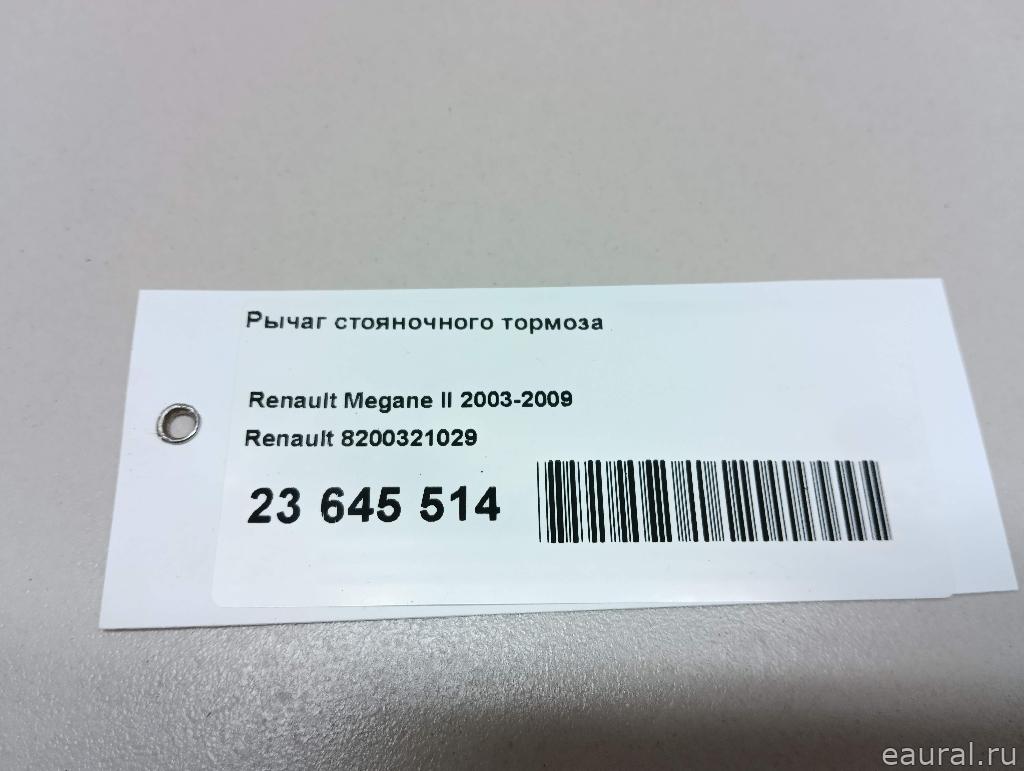 Рычаг стояночного тормоза
Renault Megane II 2003-2009
Renault 8200321029
23 645 514
eaural.ru